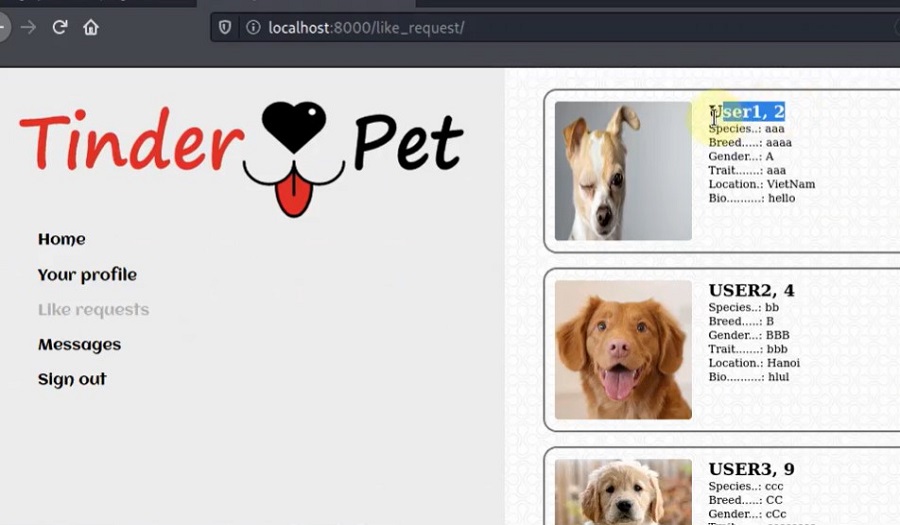 localhost:8000/like_request/
Tinder Pet
Home
Your profile
Like requests
Messages
Sign out
User1, 2
Species..: aaa
Breed.....: aaaa
Gender...: A
Trait.......: aaa
Location.: VietNam
Bio..........: hello
USER2, 4
Species..: bb
Breed.....: B
Gender...: BBB
Trait.......: bbb
Location.: Hanoi
Bio..........: hlul
USER3, 9
Species..: ccc
Breed.....: CC
Gender...: cCc